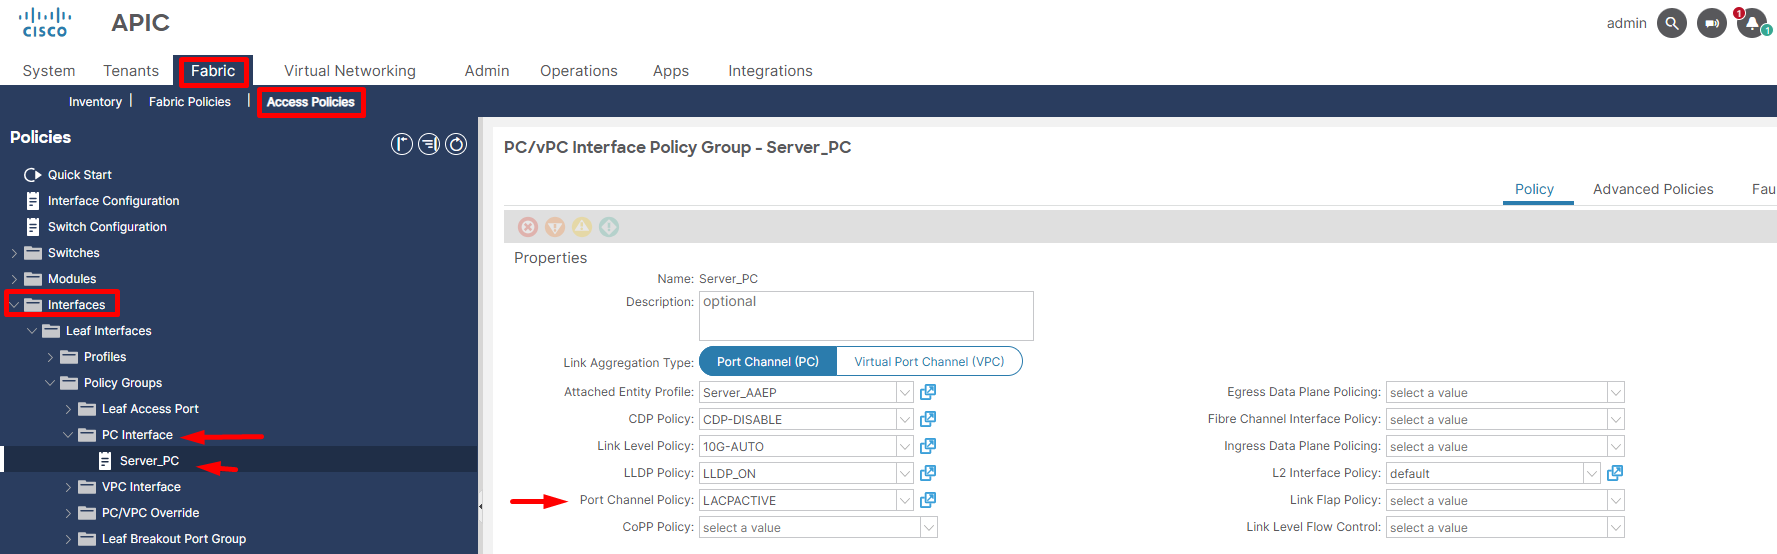 CISCO
APIC
admin
1
1
System Tenants Fabric Virtual Networking Admin Operations Apps Integrations
Inventory | Fabric Policies | Access Policies
Policies
Quick Start
Interface Configuration
Switch Configuration
Switches
Modules
Interfaces
Leaf Interfaces
Profiles
Policy Groups
Leaf Access Port
PC Interface
Server_PC
VPC Interface
PC/VPC Override
Leaf Breakout Port Group
PC/vPC Interface Policy Group - Server_PC
Policy Advanced Policies Fau
Properties
Name: Server_PC
Description: optional
Link Aggregation Type: Port Channel (PC) Virtual Port Channel (VPC)
Attached Entity Profile: Server_AAEP
CDP Policy: CDP-DISABLE
Link Level Policy: 10G-AUTO
LLDP Policy: LLDP_ON
Port Channel Policy: LACPACTIVE
CoPP Policy: select a value
Egress Data Plane Policing: select a value
Fibre Channel Interface Policy: select a value
Ingress Data Plane Policing: select a value
L2 Interface Policy: default
Link Flap Policy: select a value
Link Level Flow Control: select a value